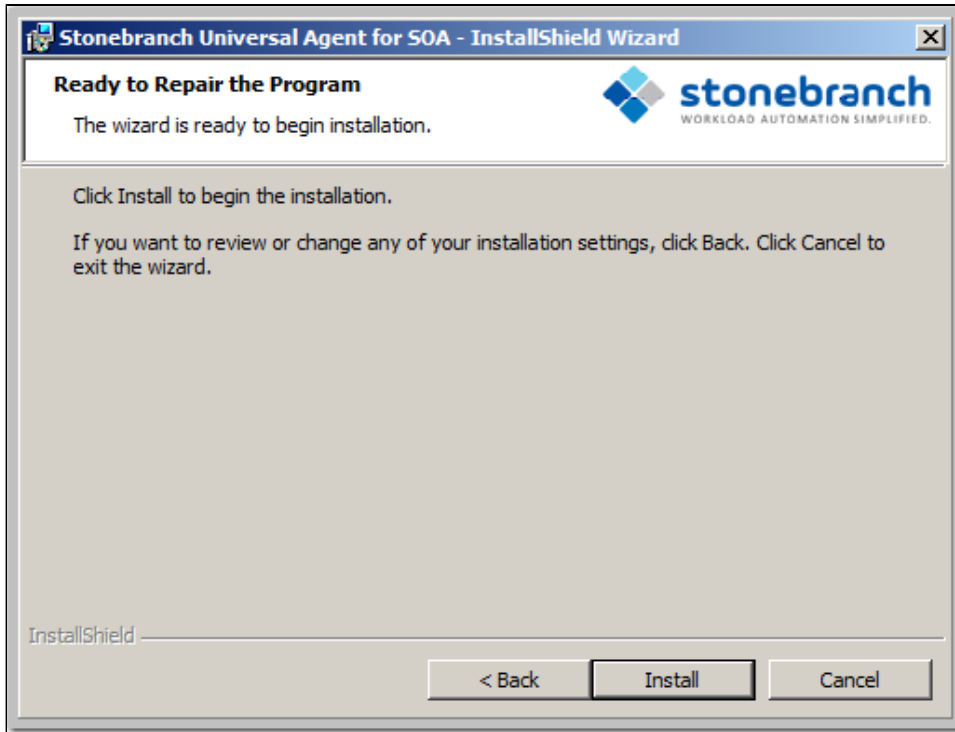 Stonebranch Universal Agent for SOA - InstallShield Wizard
Ready to Repair the Program
The wizard is ready to begin installation.
stonebranch
WORKLOAD AUTOMATION SIMPLIFIED.
Click Install to begin the installation.
If you want to review or change any of your installation settings, click Back. Click Cancel to
exit the wizard.
InstallShield
< Back
Install
Cancel